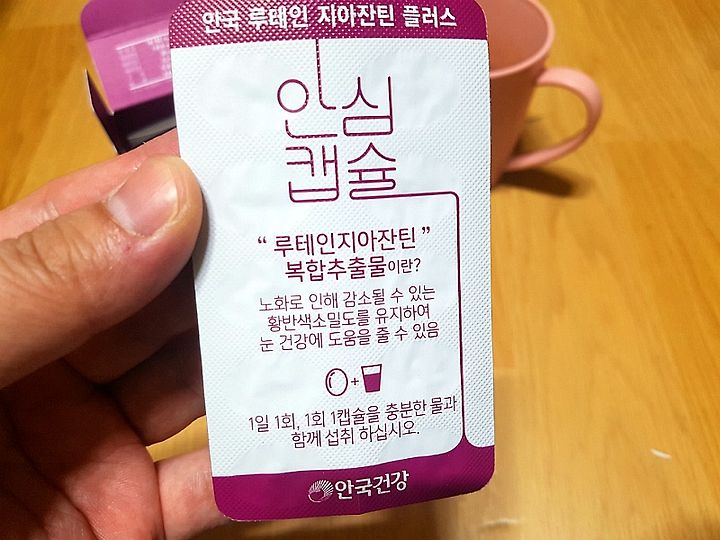 안국 루테인 지아잔틴 플러스
안심
캡슐
“ 루테인지아잔틴 ”
복합추출물이란?
노화로 인해 감소될 수 있는
황반색소밀도를 유지하여
눈 건강에 도움을 줄 수 있음
+
1일 1회, 1회 1캡슐을 충분한 물과
함께 섭취 하십시오.
안국건강